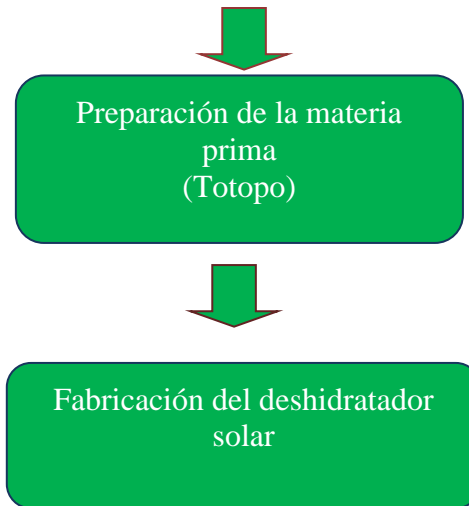 Preparación de la materia
prima
(Totopo)
Fabricación del deshidratador
solar